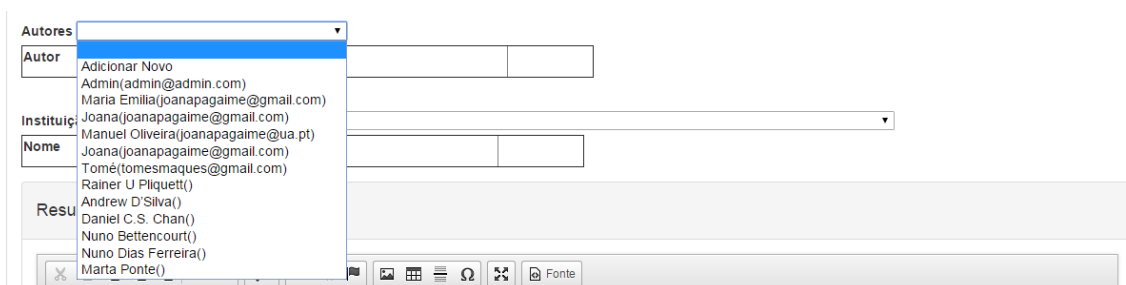 Autores
Autor
Adicionar Novo
Admin(admin@admin.com)
Maria Emilia(joanapagaime@gmail.com)
Joana(joanapagaime@gmail.com)
Instituiç
Manuel Oliveira(joanapagaime@ua.pt)
Nome
Joana(joanapagaime@gmail.com)
Tomé(tomesmaques@gmail.com)
Rainer U Pliquett()
Andrew D'Silva()
Resu
Daniel C.S. Chan()
Nuno Bettencourt()
Nuno Dias Ferreira()
Marta Ponte()
Ω Fonte